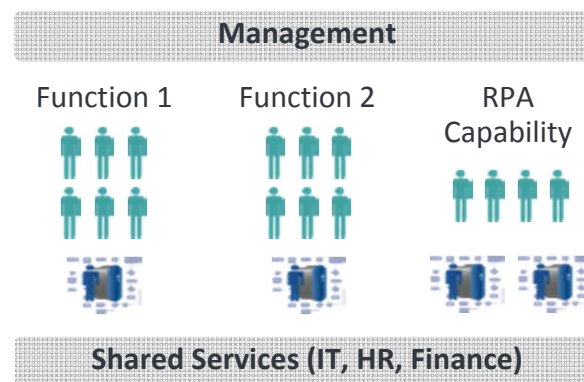 Management
Function 1
Function 2
RPA
Capability
Shared Services (IT, HR, Finance)